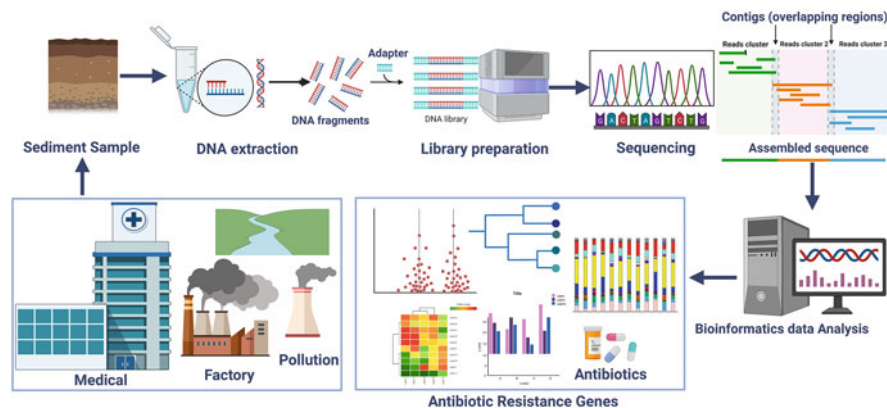 Contigs (overlapping regions)
Reads cluster
Reads cluster 2
Reads cluster 3
Adapter
DNA fragments
DNA library
G A C T A G T C T G
Sediment Sample
DNA extraction
Library preparation
Sequencing
Assembled sequence
Bioinformatics data Analysis
Title
Medical
Factory
Pollution
Antibiotics
Antibiotic Resistance Genes